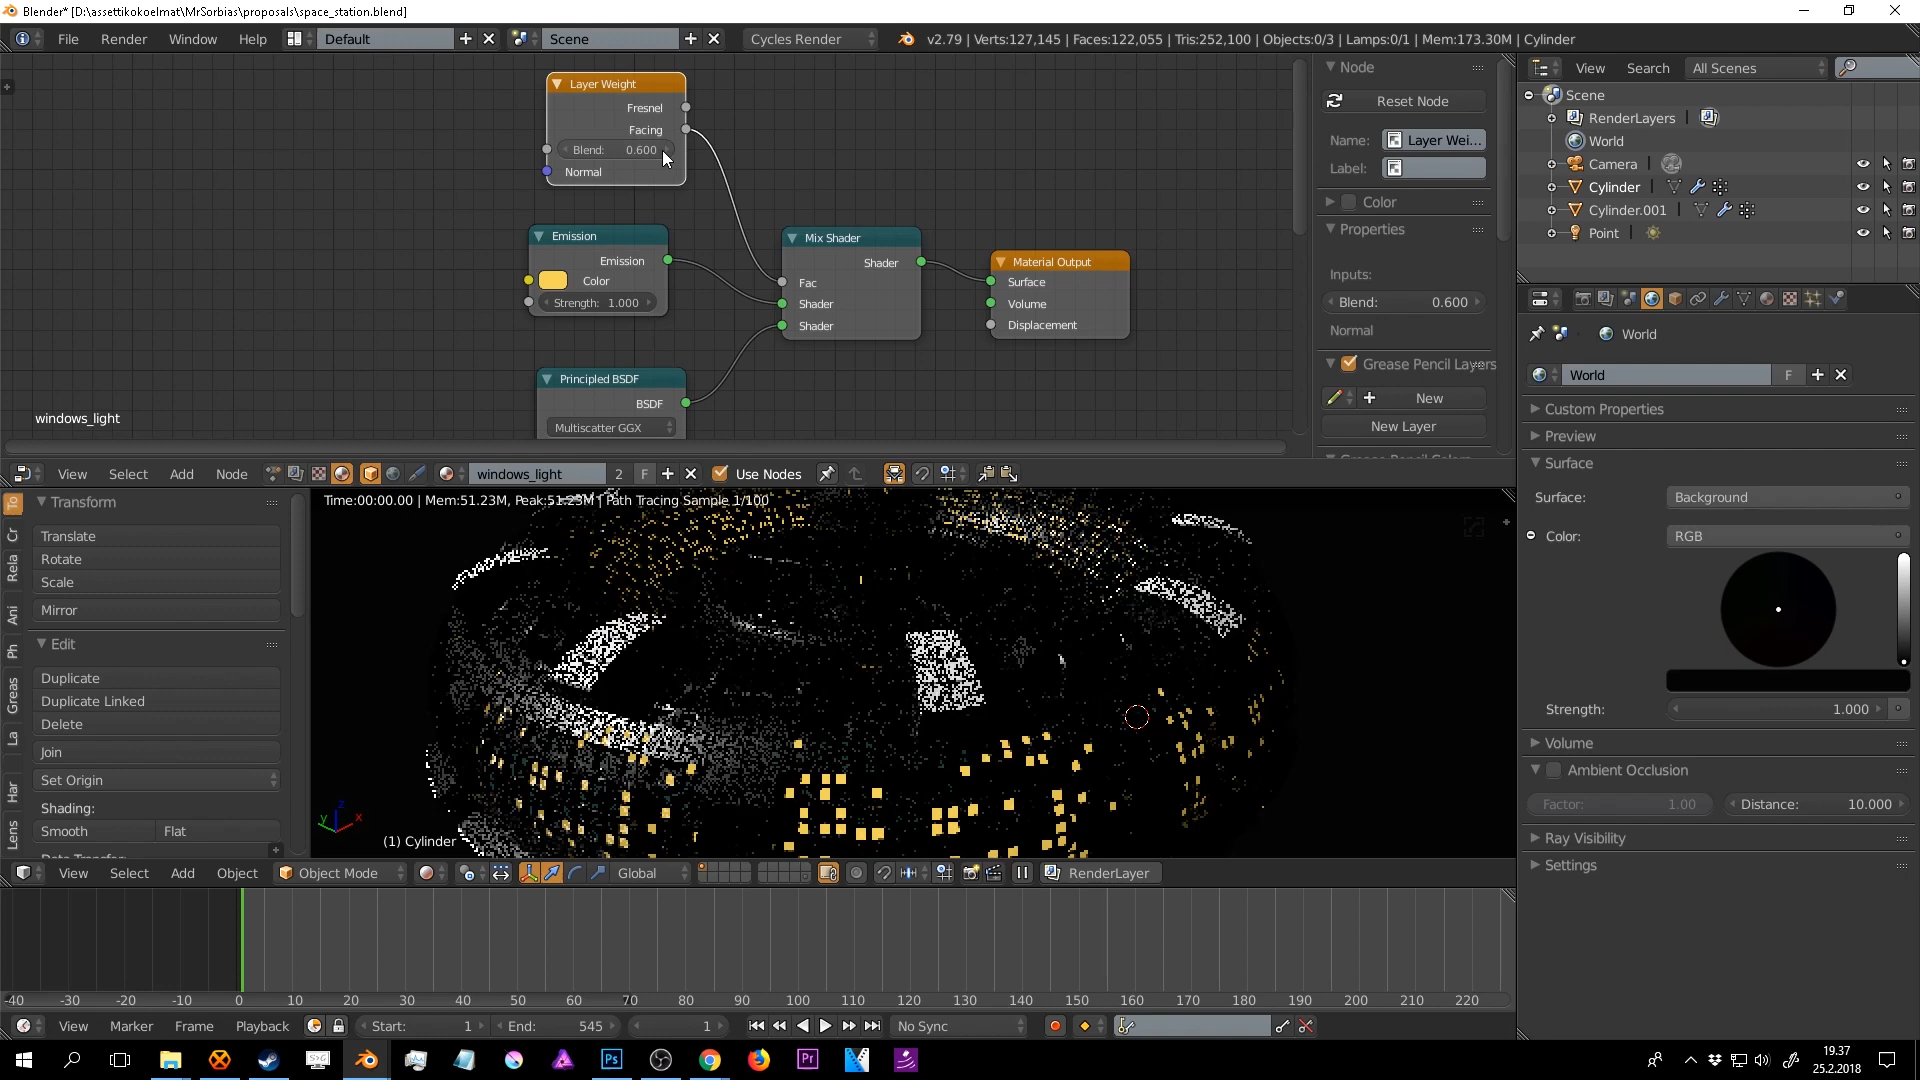 Blender* [D:\assettikokoelmat\MrSorbias\proposals\space_station.blend]
File Render Window Help Default Scene Cycles Render v2.79 | Verts:127,145 | Faces:122,055 | Tris:252,100 | Objects:0/3 | Lamps:0/1 | Mem:173.30M | Cylinder
Layer Weight
Fresnel
Facing
Blend: 0.600
Normal
Emission
Emission
Color
Strength: 1.000
Mix Shader
Shader
Fac
Shader
Shader
Material Output
Surface
Volume
Displacement
Principled BSDF
BSDF
Multiscatter GGX
windows_light
Node
Reset Node
Name: Layer Wei...
Label:
Color
Properties
Inputs:
Blend: 0.600
Normal
Grease Pencil Layers
New
New Layer
View Search All Scenes
Scene
RenderLayers
World
Camera
Cylinder
Cylinder.001
Point
View Select Add Node windows_light 2 F Use Nodes
World
World F
Custom Properties
Preview
Surface
Surface: Background
Color: RGB
Strength: 1.000
Volume
Ambient Occlusion
Factor: 1.00 Distance: 10.000
Ray Visibility
Settings
To
Cr
Rela
Ani
Ph
Greas
La
Har
Lens
Transform
Translate
Rotate
Scale
Mirror
Edit
Duplicate
Duplicate Linked
Delete
Join
Set Origin
Shading:
Smooth Flat
Time:00:00.00 | Mem:51.23M, Peak:51.23M | Path Tracing Sample 1/100
z
y x
(1) Cylinder
View Select Add Object Object Mode Global RenderLayer
-40 -30 -20 -10 0 10 20 30 40 50 60 70 80 90 100 110 120 130 140 150 160 170 180 190 200 210 220
View Marker Frame Playback Start: 1 End: 545 1 No Sync
Ps
Pr
19.37
25.2.2018